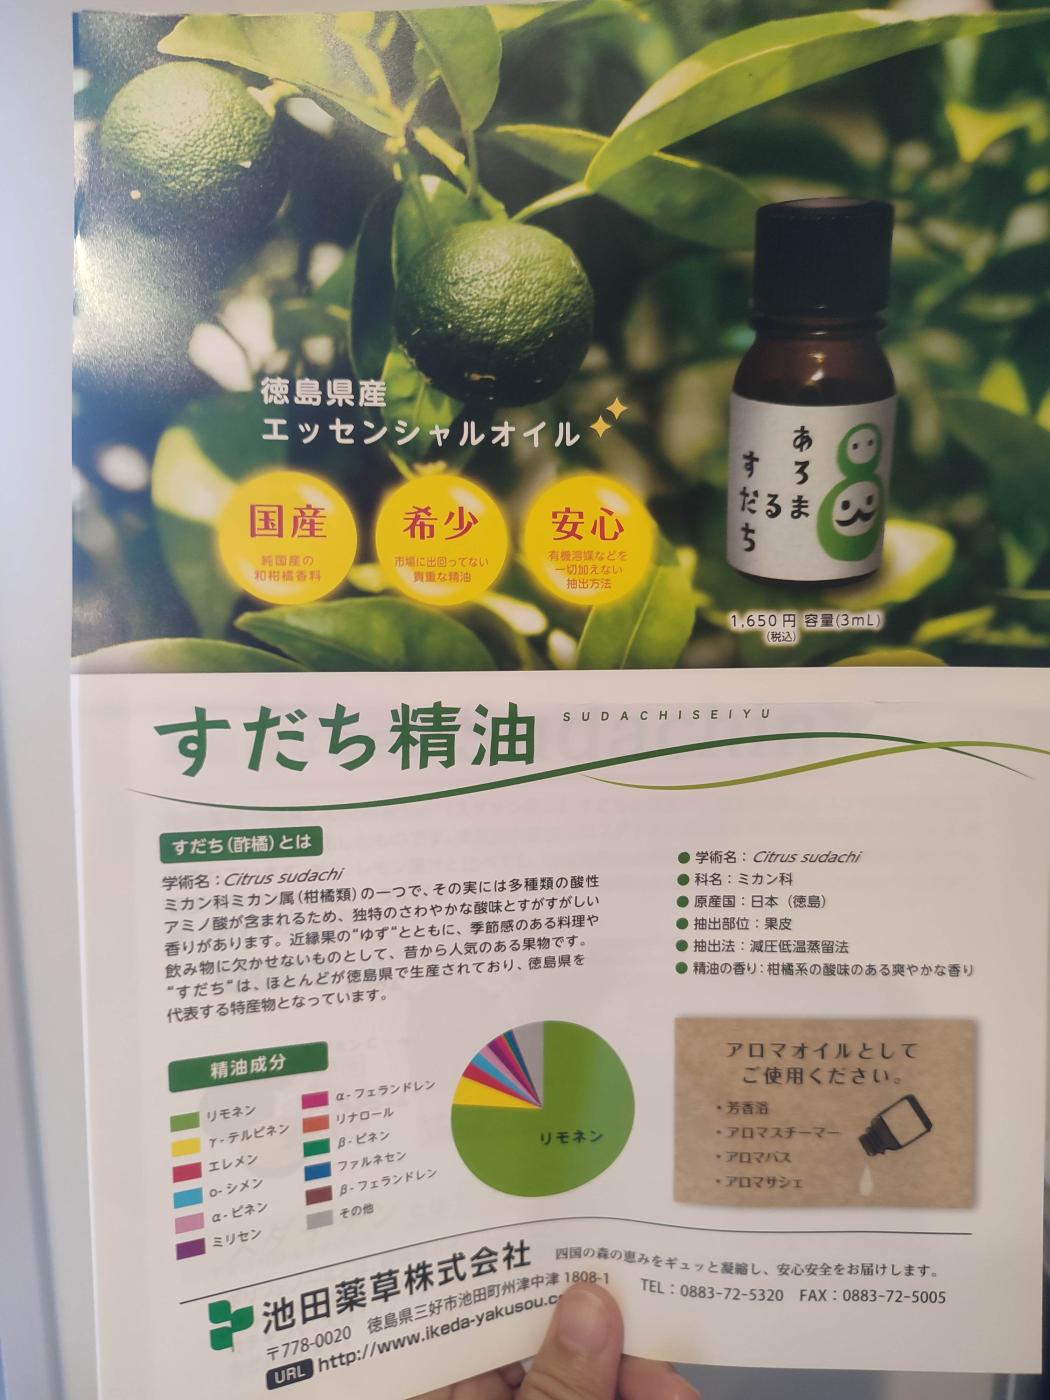 徳島県産
エッセンシャルオイル
国産
純国産の
和柑橘香料
希少
市場に出回ってない
貴重な精油
安心
有機溶媒などを
一切加えない
抽出方法
あろまる
すだち
1,650円 容量(3mL)
(税込)
すだち精油 SUDACHISEIYU
すだち(酢橘)とは
学術名：Citrus sudachi
ミカン科ミカン属(柑橘類)の一つで、その実には多種類の酸性
アミノ酸が含まれるため、独特のさわやかな酸味とすがすがしい
香りがあります。近縁果の“ゆず”とともに、季節感のある料理や
飲み物に欠かせないものとして、昔から人気のある果物です。
“すだち”は、ほとんどが徳島県で生産されており、徳島県を
代表する特産物となっています。
● 学術名：Citrus sudachi
● 科名：ミカン科
● 原産国：日本（徳島）
● 抽出部位：果皮
● 抽出法：減圧低温蒸留法
● 精油の香り：柑橘系の酸味のある爽やかな香り
精油成分
リモネン
γ-テルピネン
エレメン
o-シメン
α-ピネン
ミリセン
α-フェランドレン
リナロール
β-ピネン
ファルネセン
β-フェランドレン
その他
リモネン
アロマオイルとして
ご使用ください。
・芳香浴
・アロマスチーマー
・アロマバス
・アロマサシェ
池田薬草株式会社
四国の森の恵みをギュッと凝縮し、安心安全をお届けします。
〒778-0020 徳島県三好市池田町州津中津 1808-1
TEL：0883-72-5320 FAX：0883-72-5005
URL http://www.ikeda-yakusou.c